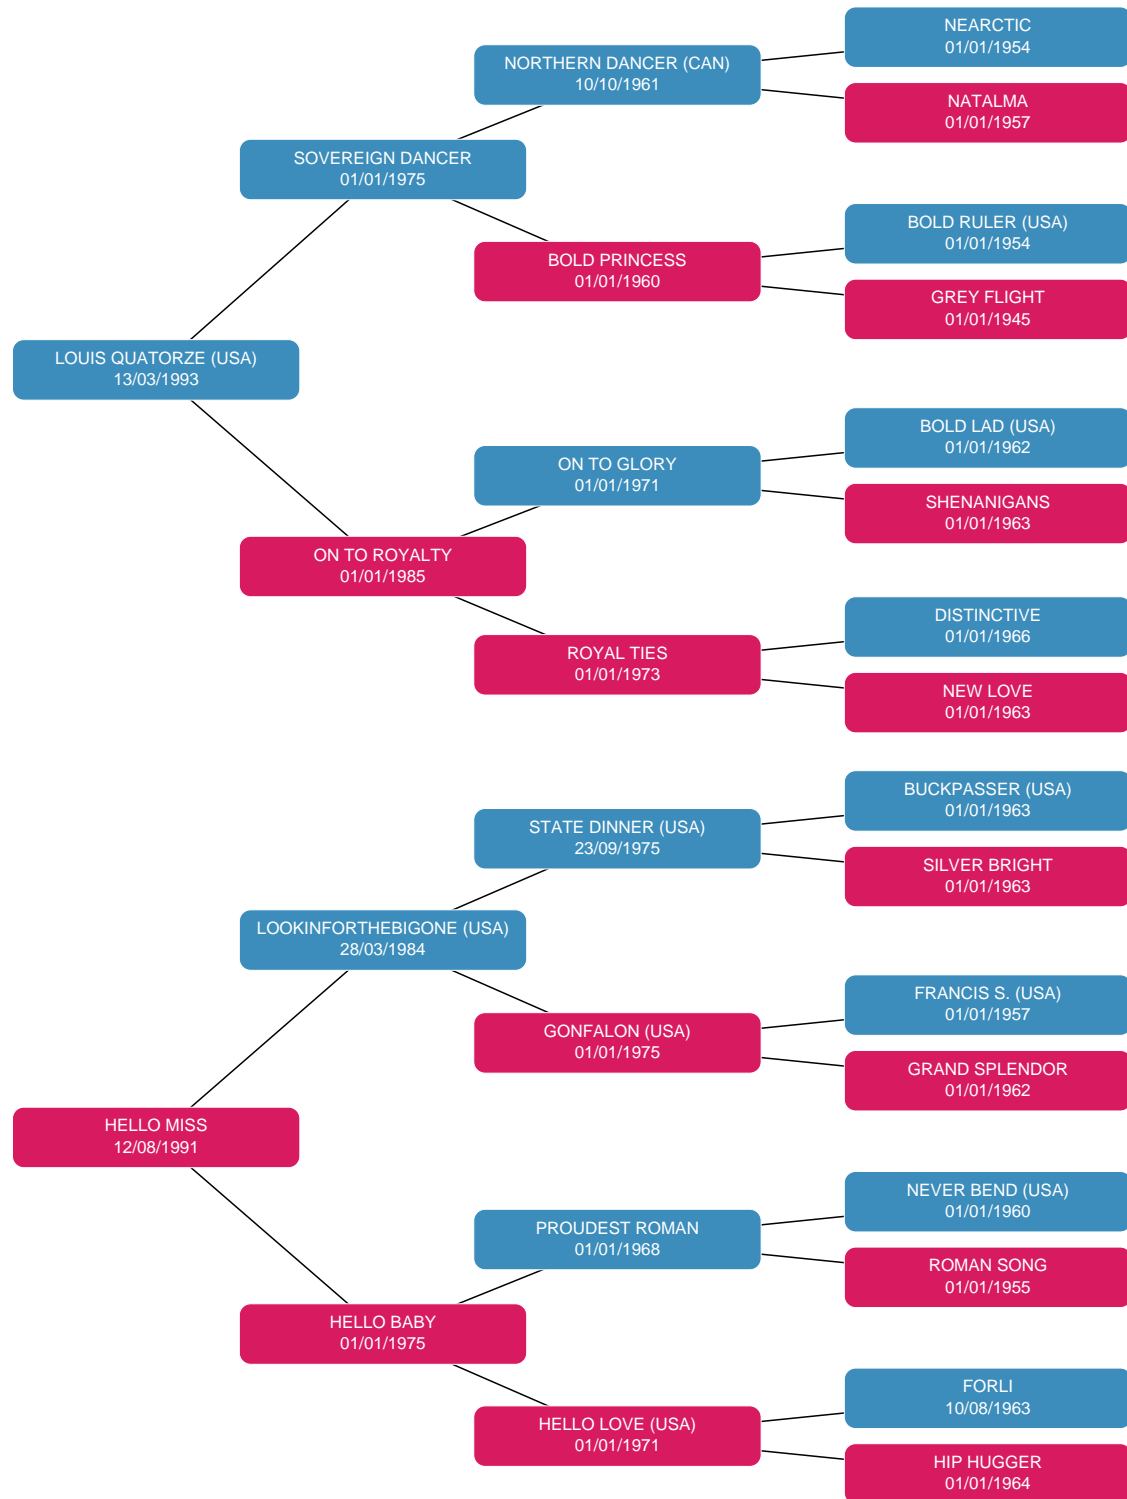 NEARCTIC
01/01/1954
NORTHERN DANCER (CAN)
10/10/1961
NATALMA
01/01/1957
SOVEREIGN DANCER
01/01/1975
BOLD RULER (USA)
01/01/1954
BOLD PRINCESS
01/01/1960
GREY FLIGHT
01/01/1945
LOUIS QUATORZE (USA)
13/03/1993
BOLD LAD (USA)
01/01/1962
ON TO GLORY
01/01/1971
SHENANIGANS
01/01/1963
ON TO ROYALTY
01/01/1985
DISTINCTIVE
01/01/1966
ROYAL TIES
01/01/1973
NEW LOVE
01/01/1963
BUCKPASSER (USA)
01/01/1963
STATE DINNER (USA)
23/09/1975
SILVER BRIGHT
01/01/1963
LOOKINFORTHEBIGONE (USA)
28/03/1984
FRANCIS S. (USA)
01/01/1957
GONFALON (USA)
01/01/1975
GRAND SPLENDOR
01/01/1962
HELLO MISS
12/08/1991
NEVER BEND (USA)
01/01/1960
PROUDEST ROMAN
01/01/1968
ROMAN SONG
01/01/1955
HELLO BABY
01/01/1975
FORLI
10/08/1963
HELLO LOVE (USA)
01/01/1971
HIP HUGGER
01/01/1964